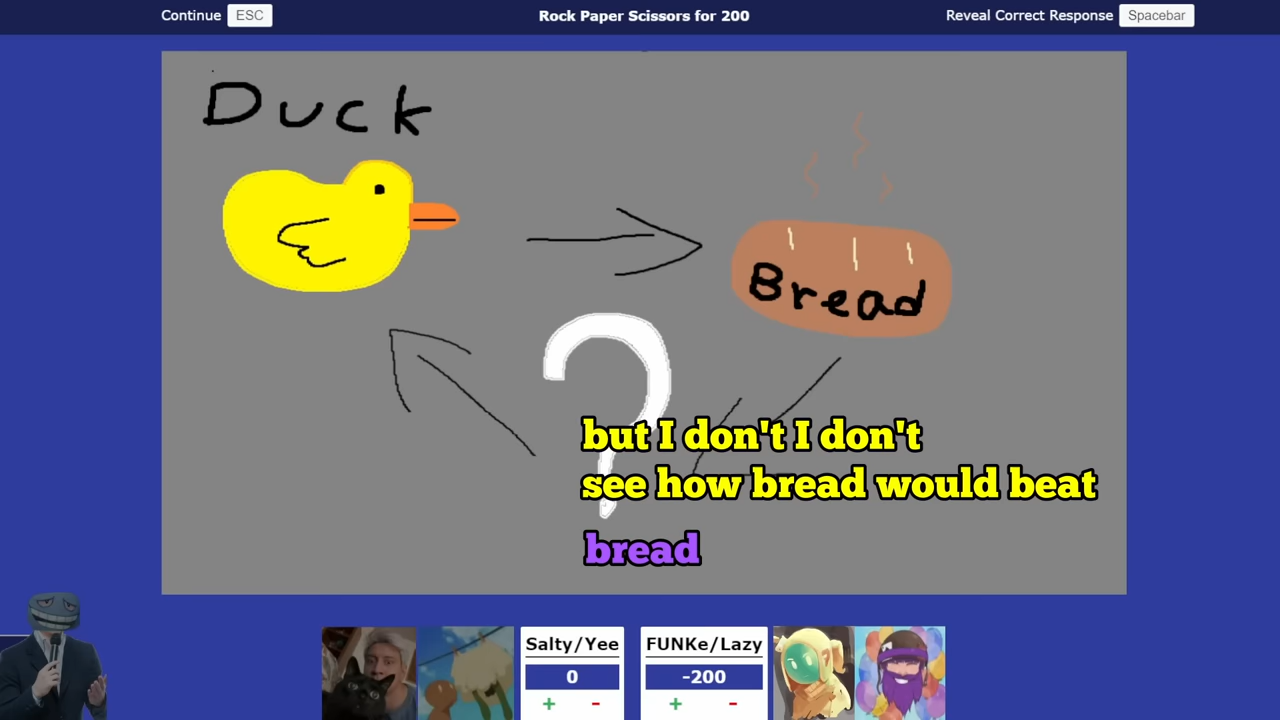 Continue ESC
Rock Paper Scissors for 200
Reveal Correct Response Spacebar
Duck
Bread
?
but I don't I don't
see how bread would beat
bread
Salty/Yee
0
+ -
FUNKe/Lazy
-200
+ -